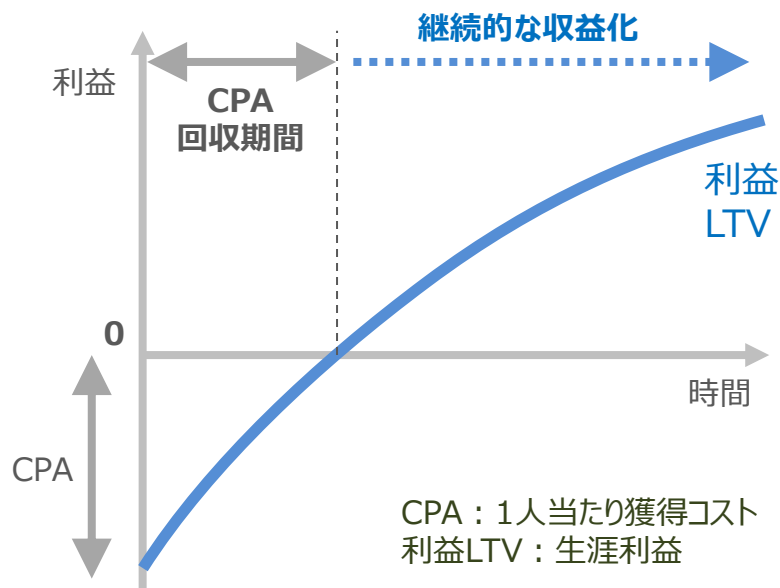 継続的な収益化
利益
CPA
回収期間
利益
LTV
0
時間
CPA
CPA：1人当たり獲得コスト
利益LTV：生涯利益